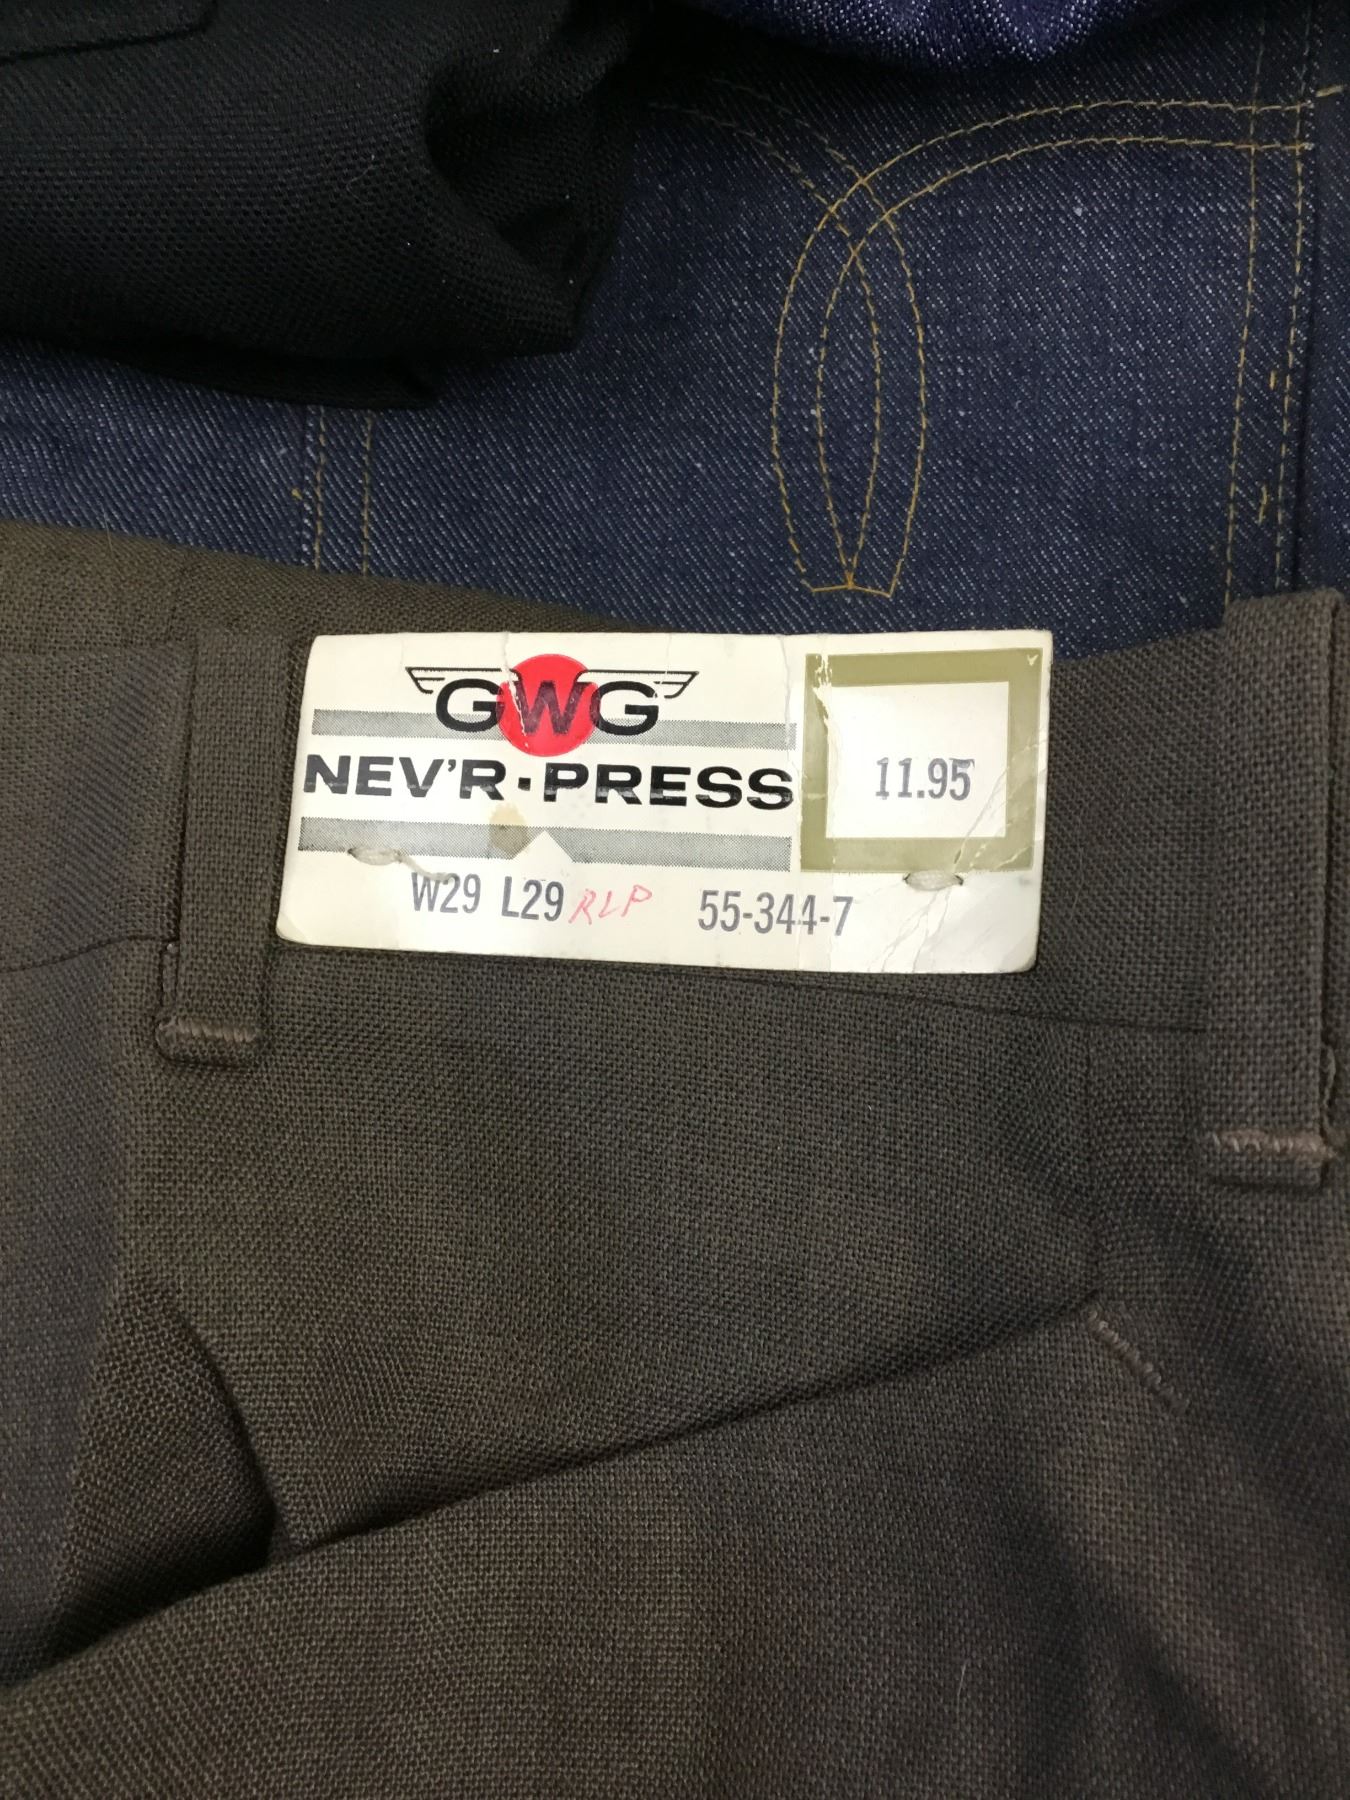 GWG
NEV'R·PRESS
11.95
W29 L29 RLP 55-344-7